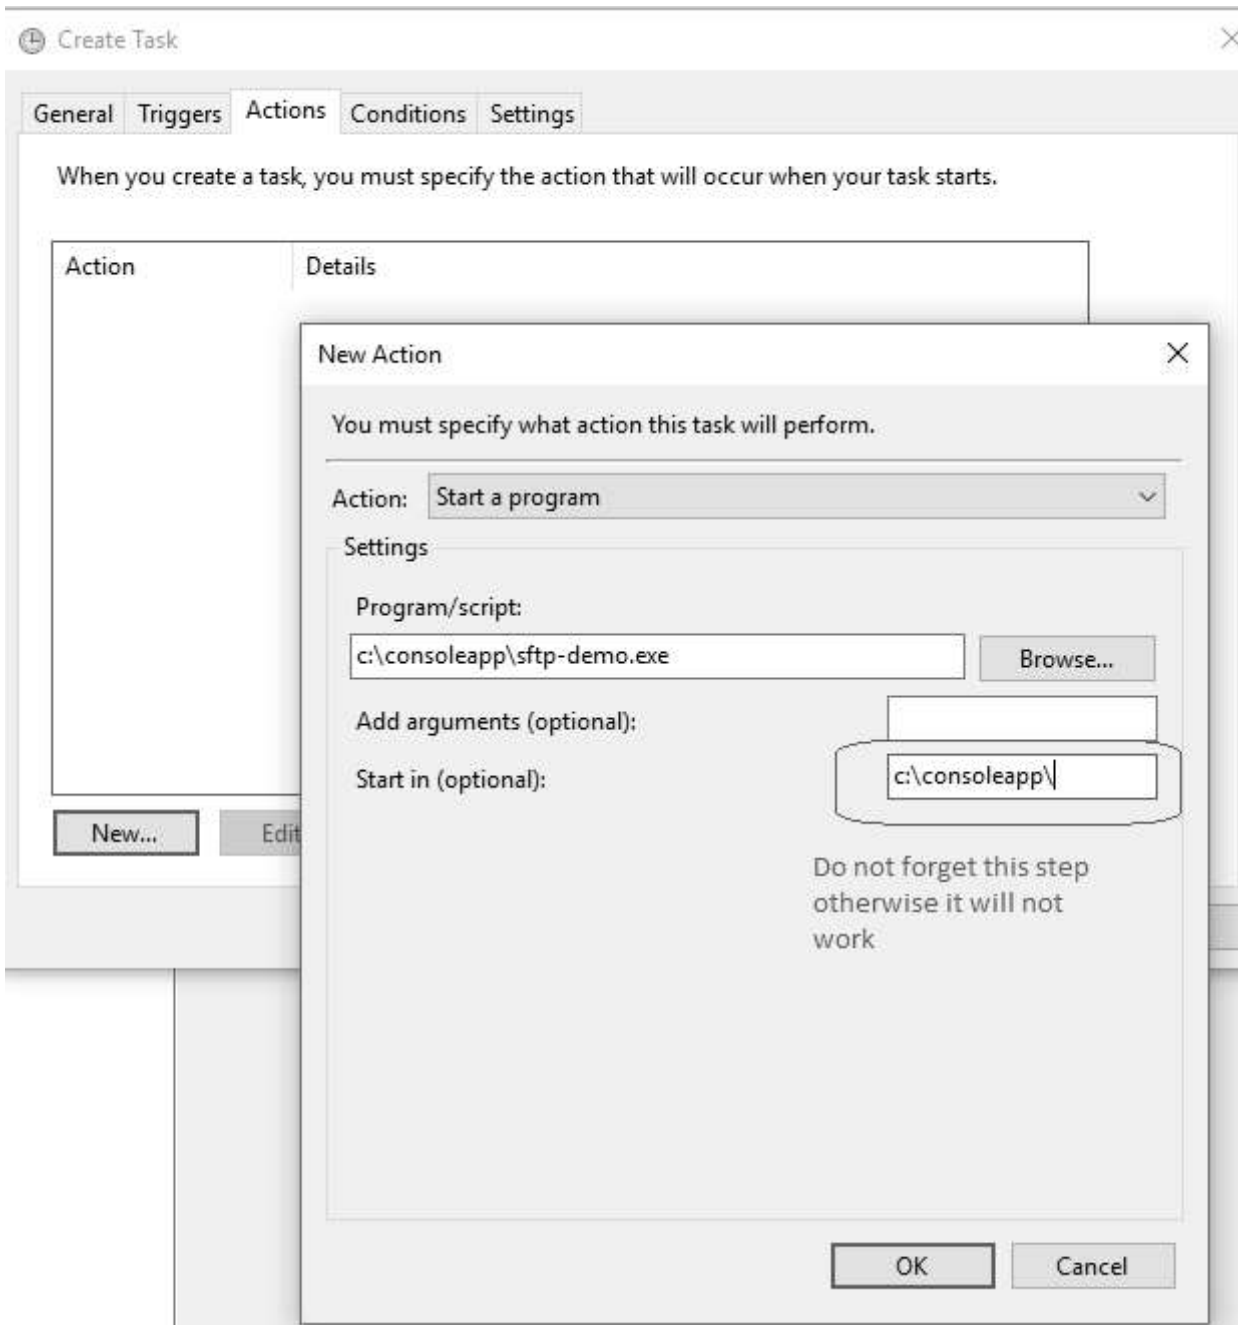 Create Task
General Triggers Actions Conditions Settings
When you create a task, you must specify the action that will occur when your task starts.
Action Details
New Action
You must specify what action this task will perform.
Action: Start a program
Settings
Program/script:
c:\consoleapp\sftp-demo.exe Browse...
Add arguments (optional):
Start in (optional): c:\consoleapp\
New... Edit
Do not forget this step
otherwise it will not
work
OK Cancel